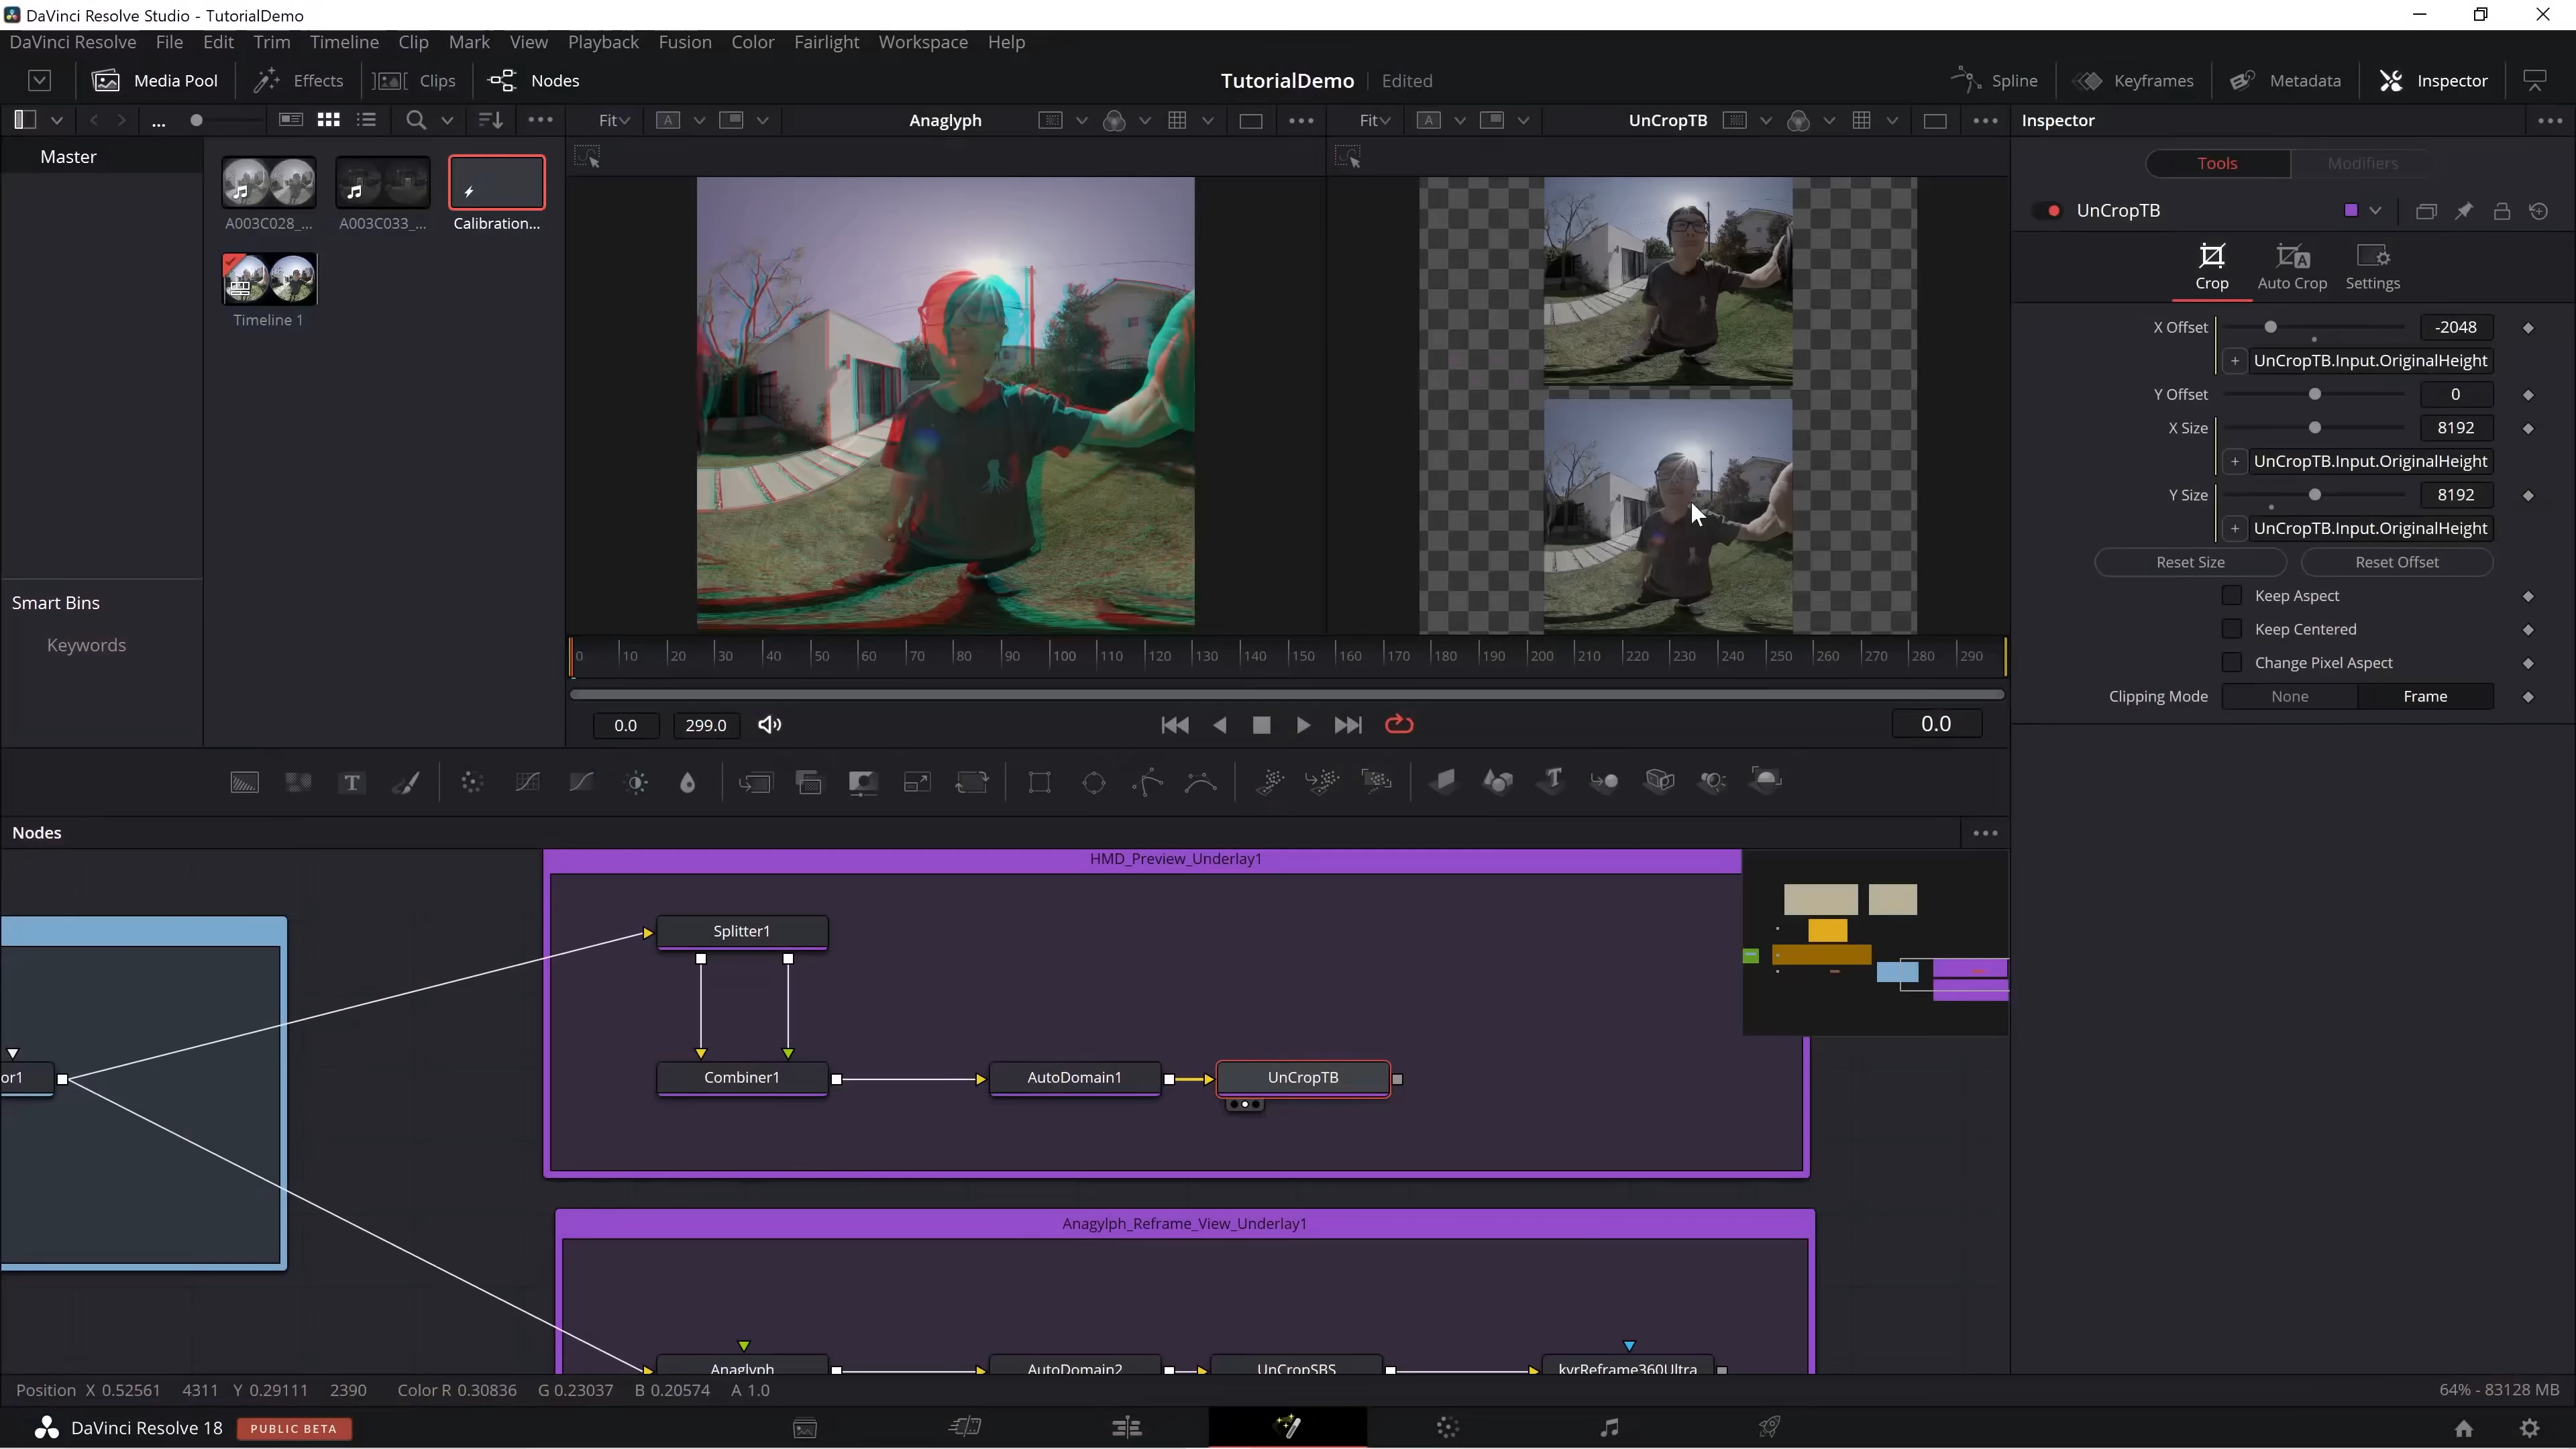 DaVinci Resolve Studio - TutorialDemo
DaVinci Resolve File Edit Trim Timeline Clip Mark View Playback Fusion Color Fairlight Workspace Help
Media Pool Effects Clips Nodes TutorialDemo Edited Spline Keyframes Metadata Inspector
... Fit Anaglyph Fit UnCropTB Inspector
Master
A003C028_... A003C033_... Calibration...
Timeline 1
Smart Bins
Keywords
Tools Modifiers
UnCropTB
Crop Auto Crop Settings
X Offset -2048
+ UnCropTB.Input.OriginalHeight
Y Offset 0
X Size 8192
+ UnCropTB.Input.OriginalHeight
Y Size 8192
+ UnCropTB.Input.OriginalHeight
Reset Size Reset Offset
Keep Aspect
Keep Centered
Change Pixel Aspect
Clipping Mode None Frame
0 10 20 30 40 50 60 70 80 90 100 110 120 130 140 150 160 170 180 190 200 210 220 230 240 250 260 270 280 290
0.0 299.0 0.0
Nodes
HMD_Preview_Underlay1
Splitter1
or1 Combiner1 AutoDomain1 UnCropTB
Anagylph_Reframe_View_Underlay1
Anaglyph AutoDomain2 UnCropSBS kvrReframe360Ultra
Position X 0.52561 4311 Y 0.29111 2390 Color R 0.30836 G 0.23037 B 0.20574 A 1.0 64% - 83128 MB
DaVinci Resolve 18 PUBLIC BETA